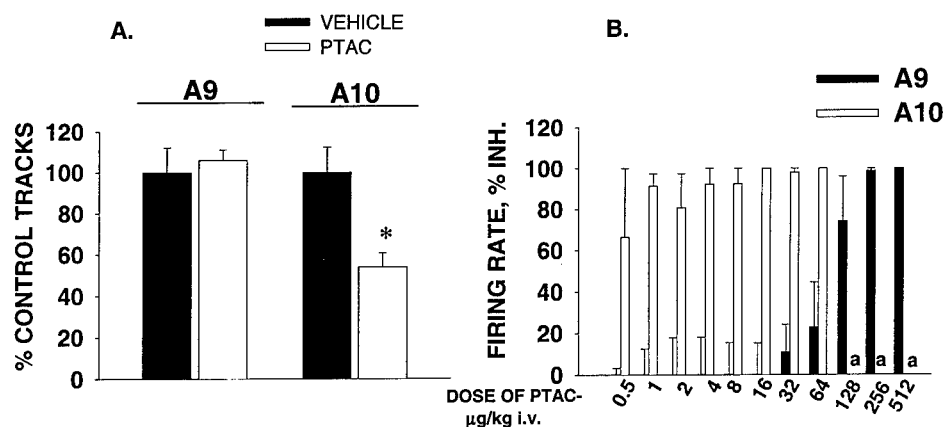 A.
VEHICLE
PTAC
A9
A10
% CONTROL TRACKS
120
100
80
60
40
20
0
*
B.
A9
A10
FIRING RATE, % INH.
120
100
80
60
40
20
0
a a a
DOSE OF PTAC-
μg/kg i.v.
0.5 1 2 4 8 16 32 64 128 256 512